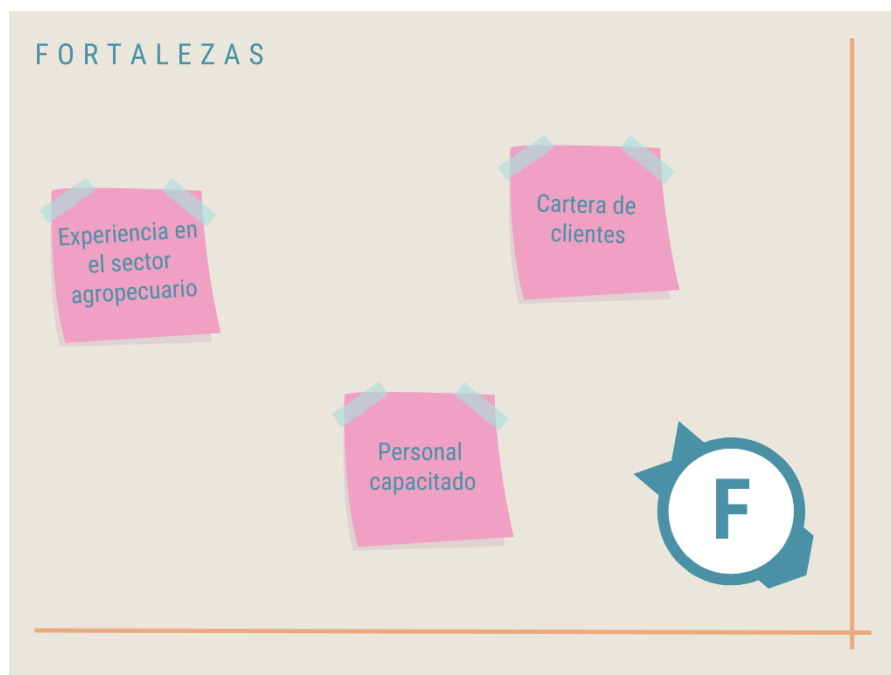 FORTALEZAS
Experiencia en
el sector
agropecuario
Cartera de
clientes
Personal
capacitado
F